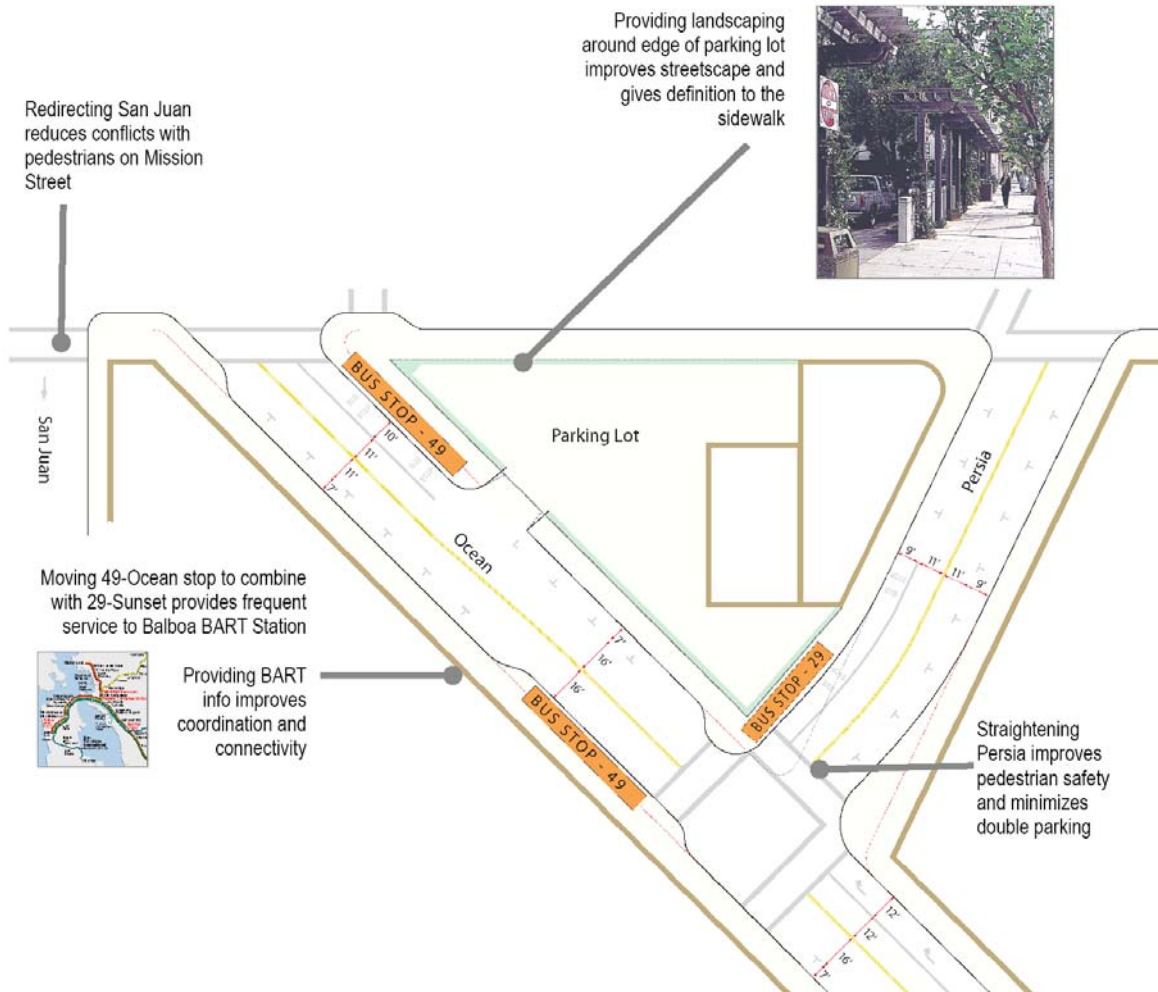 Providing landscaping
around edge of parking lot
improves streetscape and
gives definition to the
sidewalk
Redirecting San Juan
reduces conflicts with
pedestrians on Mission
Street
San Juan
BUS STOP - 49
10'
11'
11'
7'
Parking Lot
Ocean
Persia
9'
11'
11'
9'
Moving 49-Ocean stop to combine
with 29-Sunset provides frequent
service to Balboa BART Station
Providing BART
info improves
coordination and
connectivity
7'
16'
16'
BUS STOP - 49
BUS STOP - 29
Straightening
Persia improves
pedestrian safety
and minimizes
double parking
12'
12'
16'
7'